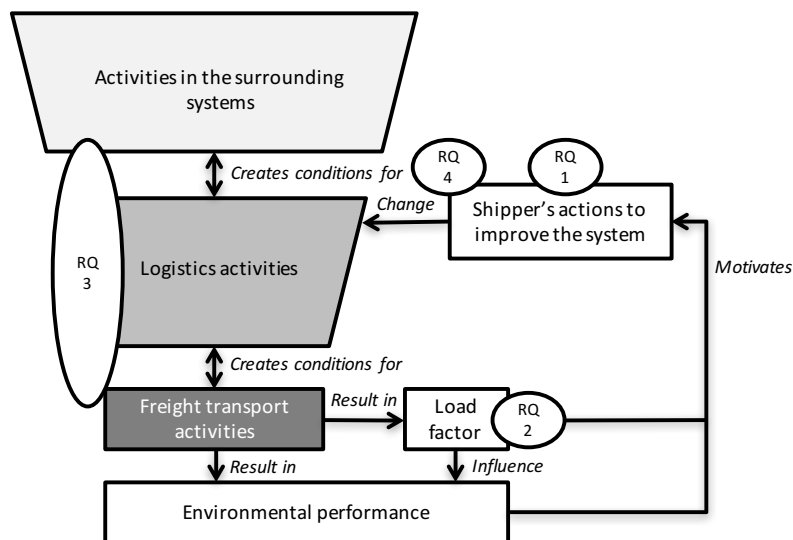 Activities in the surrounding
systems
Creates conditions for
RQ
4
RQ
1
Change
Shipper's actions to
improve the system
RQ
3
Logistics activities
Motivates
Creates conditions for
Freight transport
activities
Result in
Load
factor
RQ
2
Result in
Influence
Environmental performance